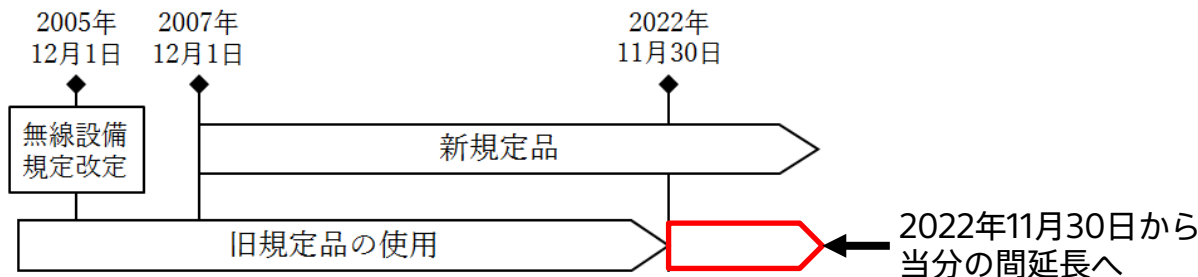 2005年
12月1日
2007年
12月1日
2022年
11月30日
無線設備
規定改定
新規定品
旧規定品の使用
2022年11月30日から
当分の間延長へ